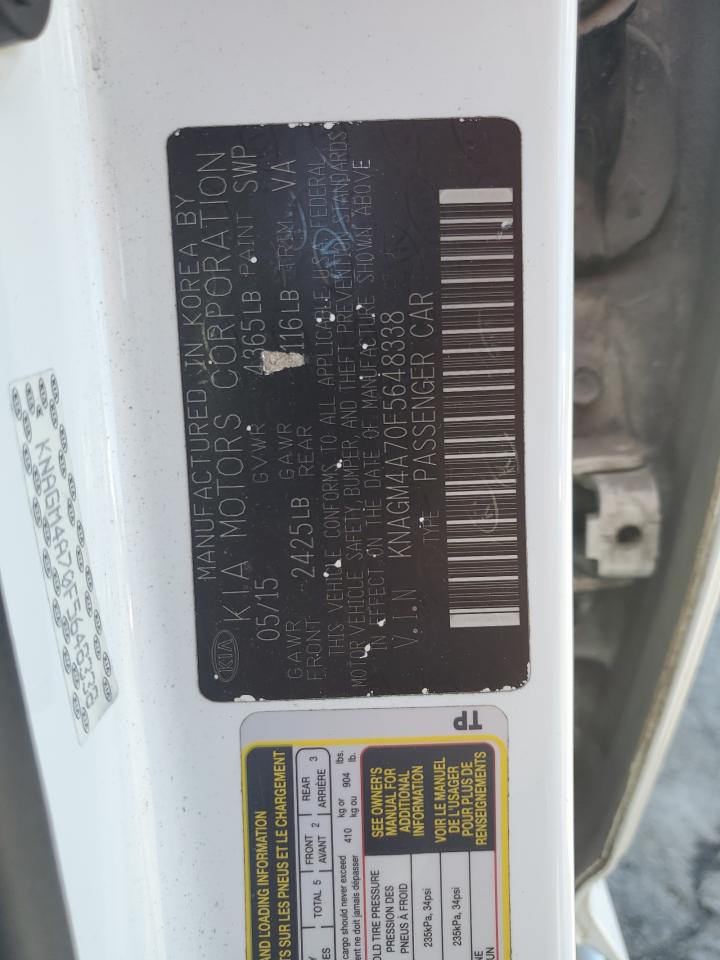 MANUFACTURED IN KOREA BY
KIA MOTORS CORPORATION
KIA 05/15 GVWR 4365LB PAINT SWP
GAWR FRONT 2425LB GAWR REAR 116LB TRIM VA
THIS VEHICLE CONFORMS TO ALL APPLICABLE U.S. FEDERAL
MOTOR VEHICLE SAFETY, BUMPER, AND THEFT PREVENTION STANDARDS
IN EFFECT ON THE DATE OF MANUFACTURE SHOWN ABOVE
V.I.N KNAGM4A70F5648338
TYPE PASSENGER CAR
KNAGM4A70F5648338
TP
AND LOADING INFORMATION
SUR LES PNEUS ET LE CHARGEMENT
TOTAL 5 FRONT 2 REAR 3
AVANT ARRIÈRE
cargo should never exceed 410 kg or 904 lbs.
ne doit jamais dépasser kg ou lb.
COLD TIRE PRESSURE
PRESSION DES
PNEUS À FROID
235kPa, 34psi
235kPa, 34psi
SEE OWNER'S
MANUAL FOR
ADDITIONAL
INFORMATION
VOIR LE MANUEL
DE L'USAGER
POUR PLUS DE
RENSEIGNEMENTS